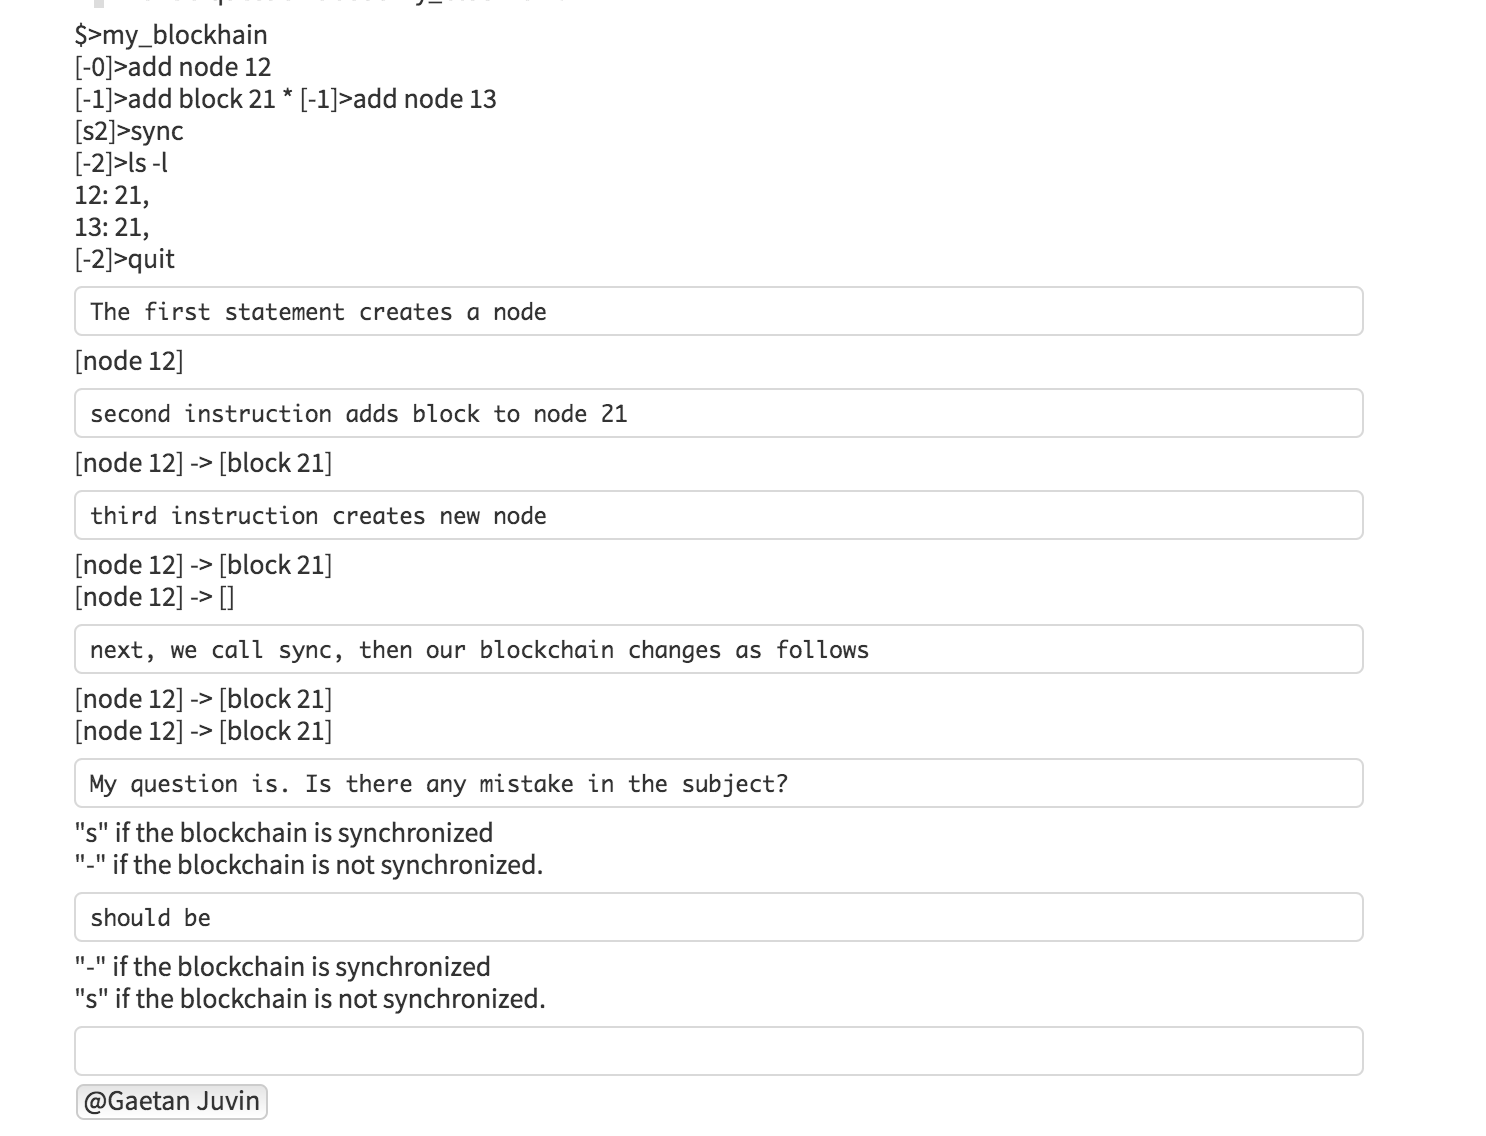 $>my_blockhain
[-0]>add node 12
[-1]>add block 21 * [-1]>add node 13
[s2]>sync
[-2]>ls -l
12: 21,
13: 21,
[-2]>quit
The first statement creates a node
[node 12]
second instruction adds block to node 21
[node 12] -> [block 21]
third instruction creates new node
[node 12] -> [block 21]
[node 12] -> []
next, we call sync, then our blockchain changes as follows
[node 12] -> [block 21]
[node 12] -> [block 21]
My question is. Is there any mistake in the subject?
"s" if the blockchain is synchronized
"-" if the blockchain is not synchronized.
should be
"-" if the blockchain is synchronized
"s" if the blockchain is not synchronized.
@Gaetan Juvin